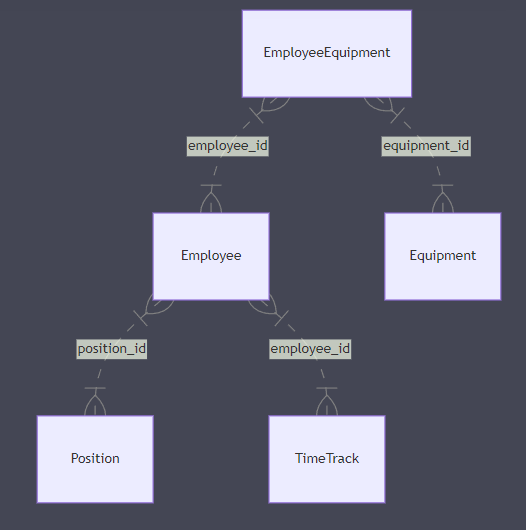 EmployeeEquipment
employee_id
equipment_id
Employee
Equipment
position_id
employee_id
Position
TimeTrack